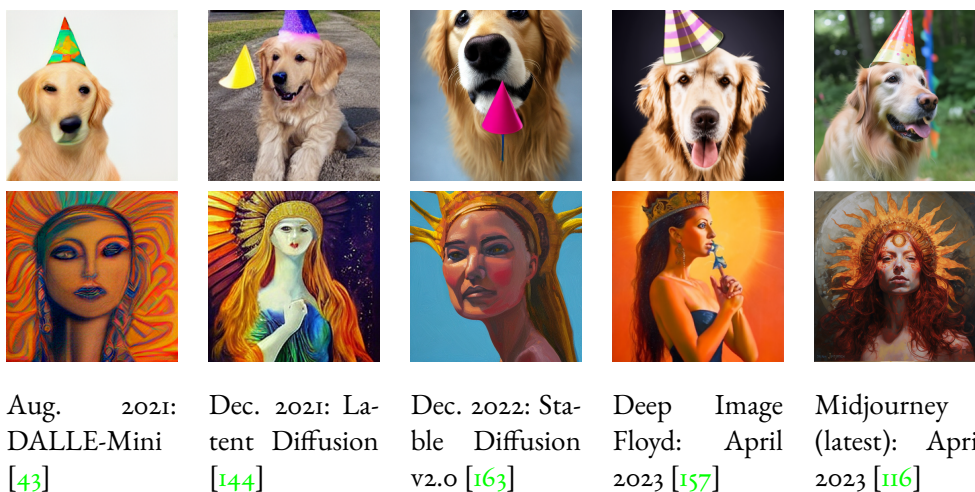 Aug. 2021:
DALLE-Mini
[43]
Dec. 2021: La-
tent Diffusion
[144]
Dec. 2022: Sta-
ble Diffusion
v2.0 [163]
Deep Image
Floyd: April
2023 [157]
Midjourney
(latest): Apri
2023 [116]